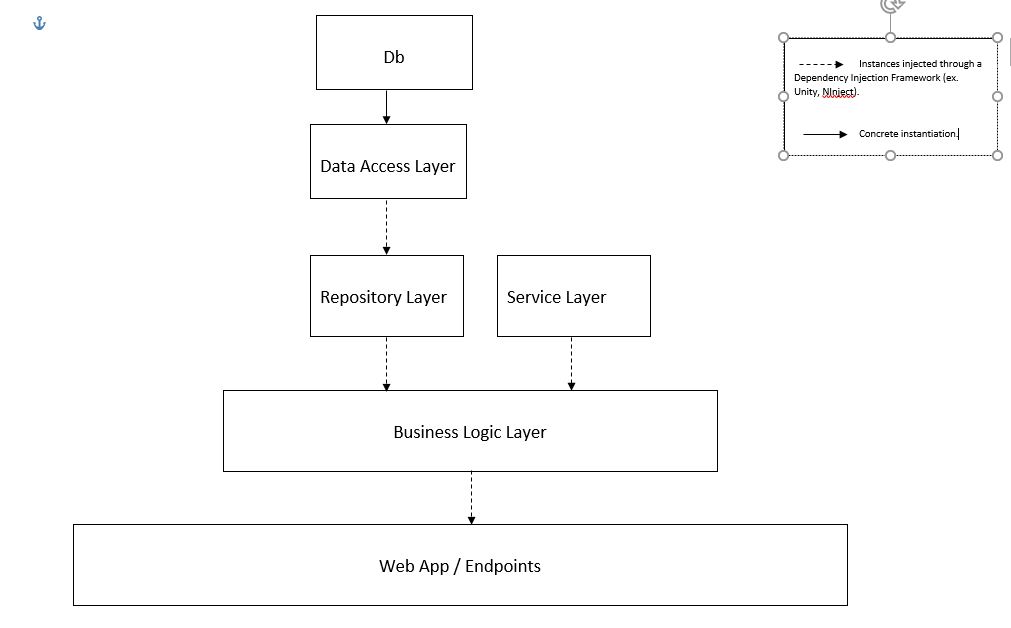 Db
Instances injected through a
Dependency Injection Framework (ex.
Unity, NInject).
Concrete instantiation.
Data Access Layer
Repository Layer
Service Layer
Business Logic Layer
Web App / Endpoints